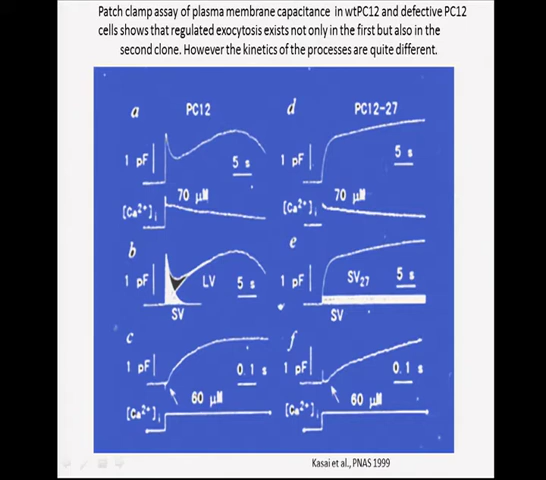 Patch clamp assay of plasma membrane capacitance in wtPC12 and defective PC12
cells shows that regulated exocytosis exists not only in the first but also in the
second clone. However the kinetics of the processes are quite different.
a PC12
1 pF
5 s
70 μM
[Ca²⁺]i
b
1 pF
LV
5 s
SV
c
1 pF
0.1 s
60 μM
[Ca²⁺]i
d PC12-27
1 pF
5 s
70 μM
[Ca²⁺]i
e
1 pF
SV27
5 s
SV
f
1 pF
0.1 s
60 μM
[Ca²⁺]i
Kasai et al., PNAS 1999